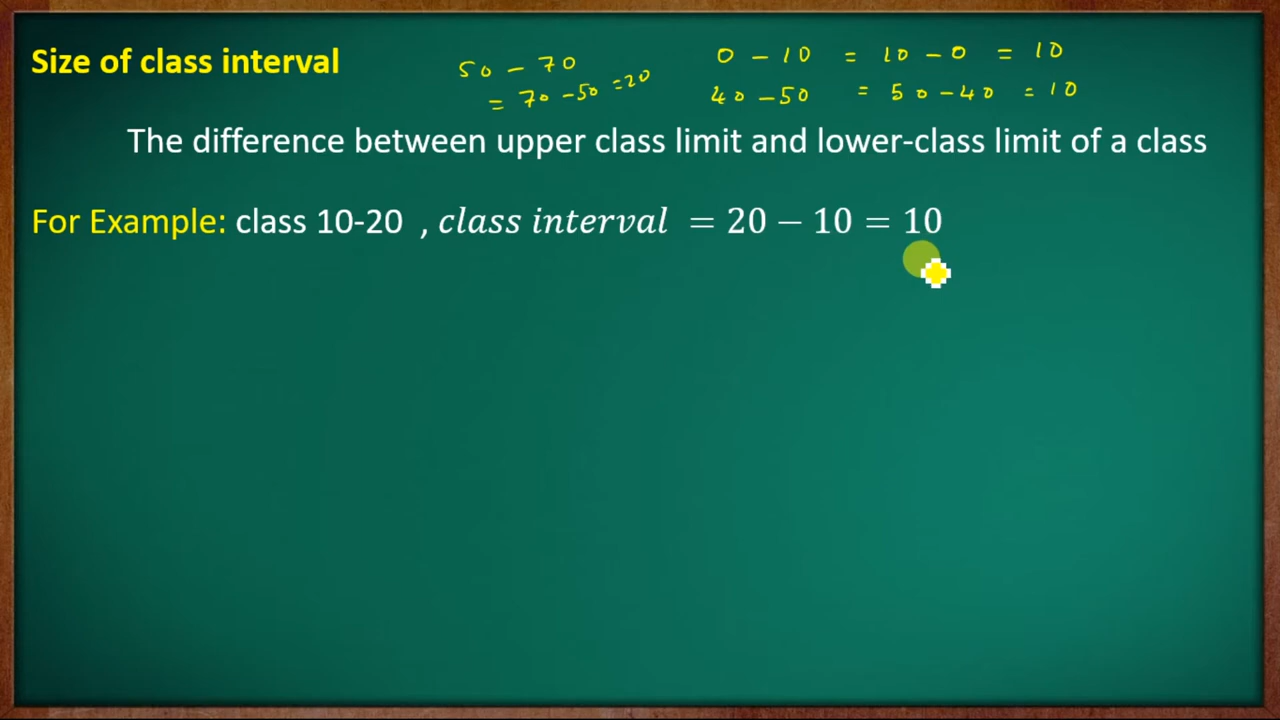 Size of class interval
50 - 70
= 70 - 50 = 20
0 - 10 = 10 - 0 = 10
40 - 50 = 50 - 40 = 10
The difference between upper class limit and lower-class limit of a class
For Example: class 10-20 , class interval = 20 − 10 = 10